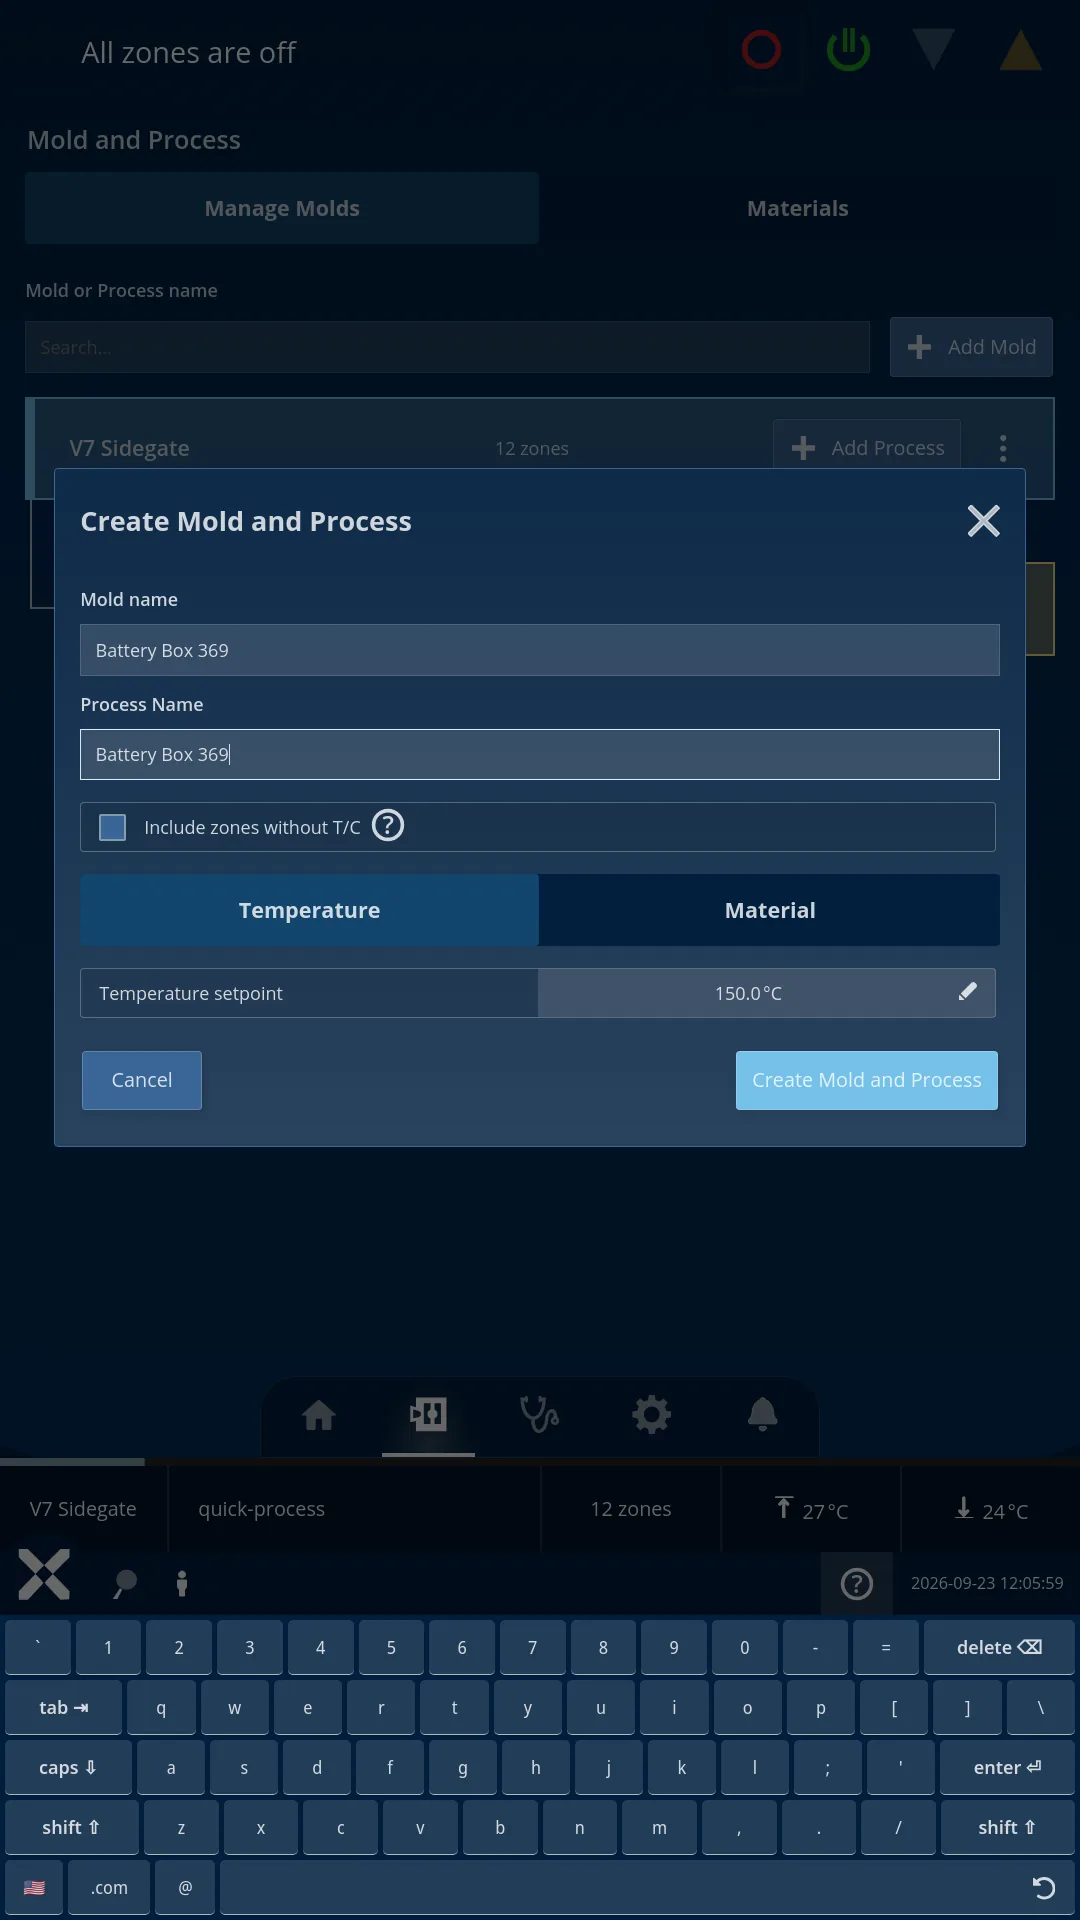 All zones are off
Mold and Process
Manage Molds
Materials
Mold or Process name
Search...
Add Mold
V7 Sidegate
12 zones
Add Process
Create Mold and Process
Mold name
Battery Box 369
Process Name
Battery Box 369
Include zones without T/C
?
Temperature
Material
Temperature setpoint
150.0 °C
Cancel
Create Mold and Process
V7 Sidegate
quick-process
12 zones
27 °C
24 °C
?
2026-09-23 12:05:59
` 1 2 3 4 5 6 7 8 9 0 - = delete ⌫
tab ⇥ q w e r t y u i o p [ ] \
caps ⇩ a s d f g h j k l ; ' enter ⏎
shift ⇧ z x c v b n m , . / shift ⇧
.com @